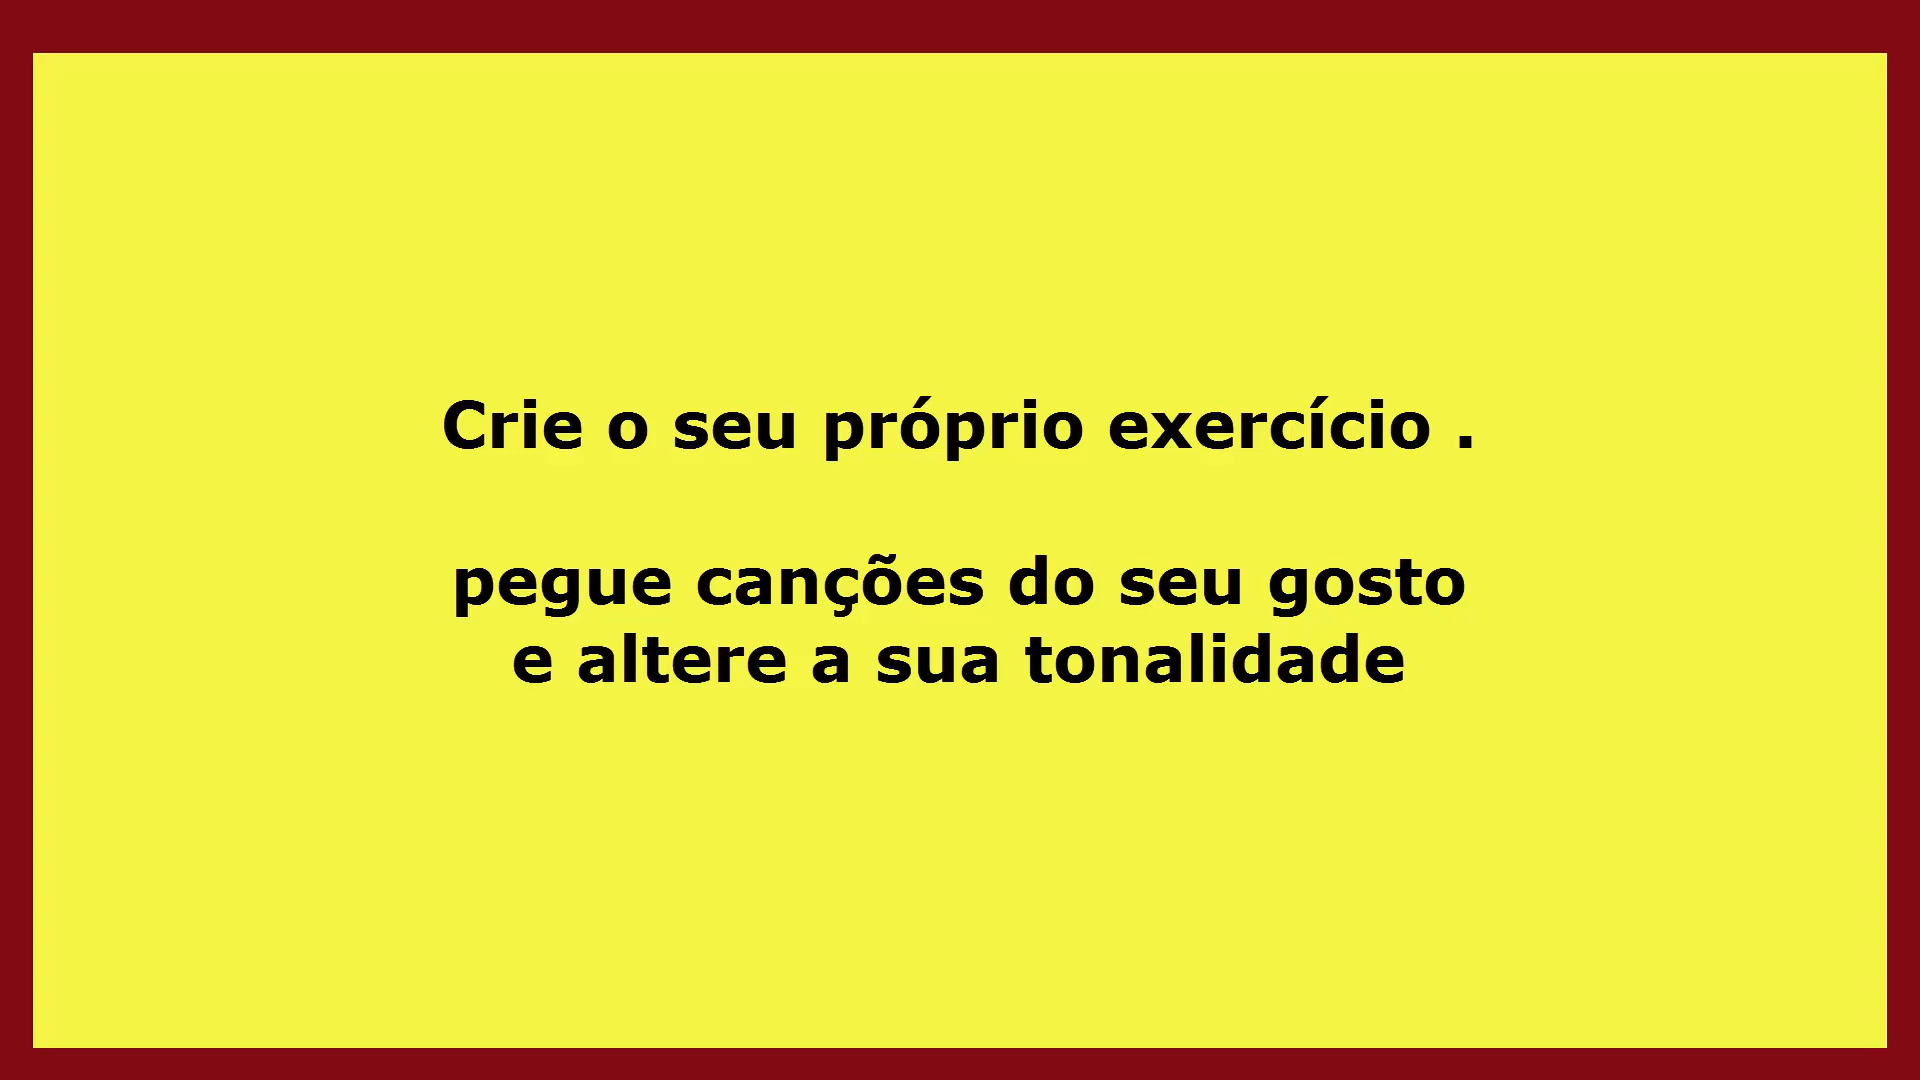 Crie o seu próprio exercício .
pegue canções do seu gosto
e altere a sua tonalidade